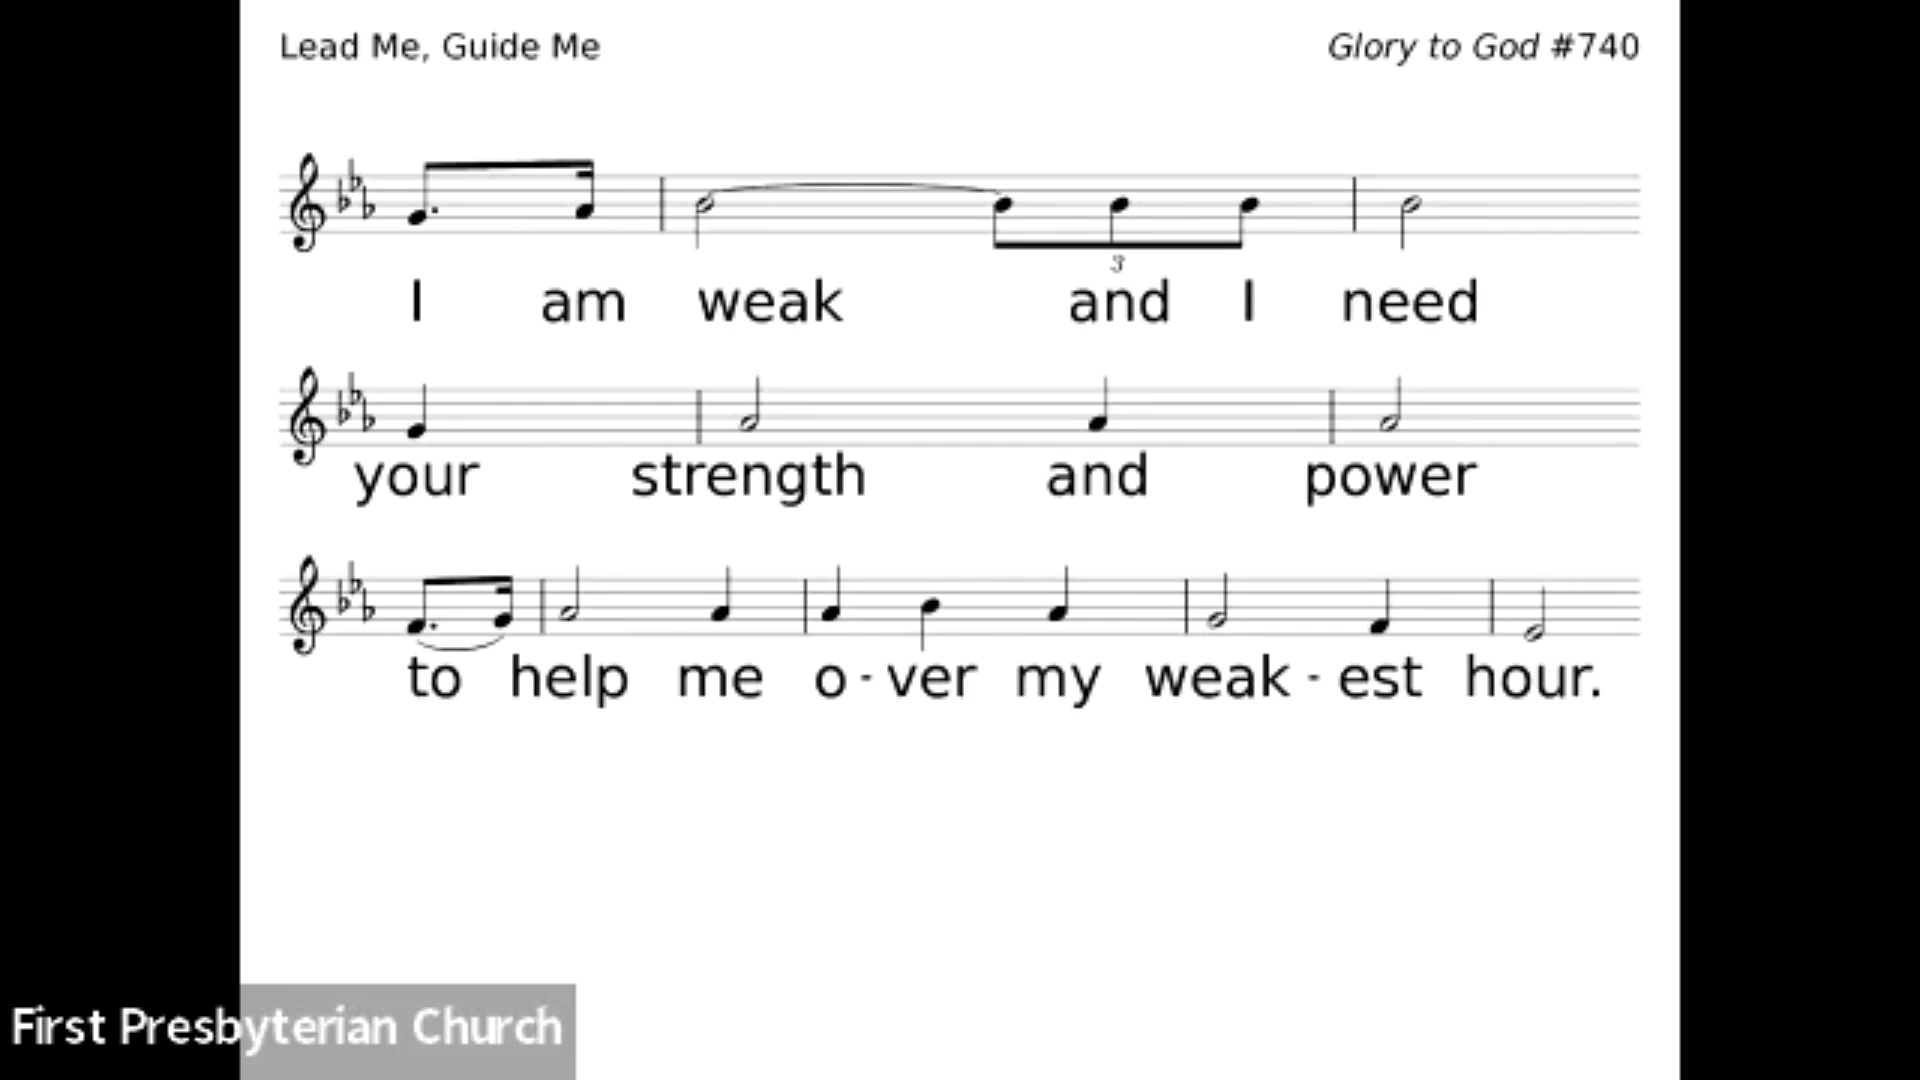 Lead Me, Guide Me
Glory to God #740
3
I am weak and I need
your strength and power
to help me o - ver my weak - est hour.
First Presbyterian Church